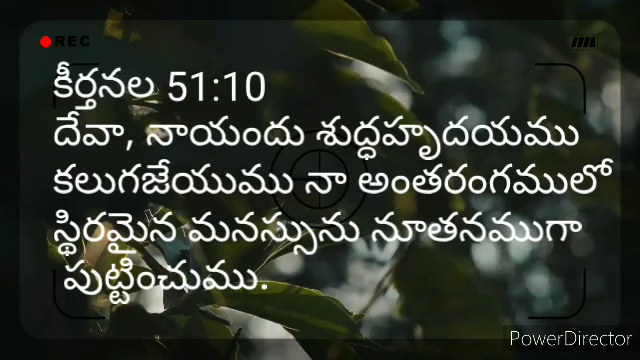 REC
కీర్తనల 51:10
దేవా, నాయందు శుద్ధహృదయము
కలుగజేయుము నా అంతరంగములో
స్థిరమైన మనస్సును నూతనముగా
పుట్టించుము.
PowerDirector